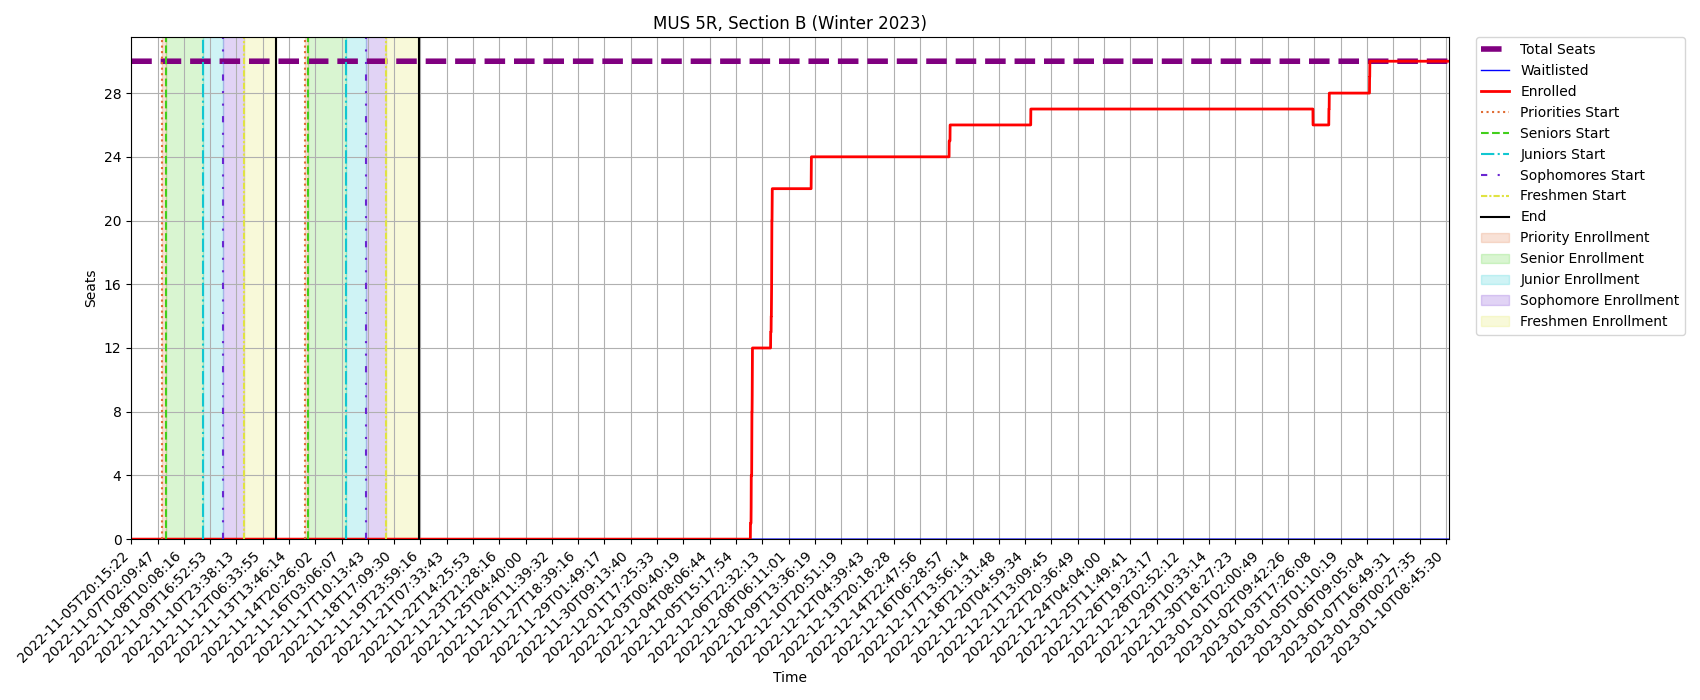 MUS 5R, Section B (Winter 2023)
Seats
28
24
20
16
12
8
4
0
2022-11-05T20:15:22
2022-11-07T02:09:47
2022-11-08T10:08:16
2022-11-09T16:52:53
2022-11-10T23:38:13
2022-11-12T06:33:55
2022-11-13T13:46:14
2022-11-14T20:26:02
2022-11-16T03:06:07
2022-11-17T10:13:43
2022-11-18T17:09:30
2022-11-19T23:59:16
2022-11-21T07:33:43
2022-11-22T14:25:53
2022-11-23T21:28:16
2022-11-25T04:40:00
2022-11-26T11:39:32
2022-11-27T18:39:16
2022-11-29T01:49:17
2022-11-30T09:13:40
2022-12-01T17:25:33
2022-12-03T00:40:19
2022-12-04T08:06:44
2022-12-05T15:17:54
2022-12-06T22:32:13
2022-12-08T06:11:01
2022-12-09T13:36:19
2022-12-10T20:51:19
2022-12-12T04:39:43
2022-12-13T20:18:28
2022-12-14T22:47:56
2022-12-16T06:28:57
2022-12-17T13:56:14
2022-12-18T21:31:48
2022-12-20T04:59:34
2022-12-21T13:09:45
2022-12-22T20:36:49
2022-12-24T04:04:00
2022-12-25T11:49:41
2022-12-26T19:23:17
2022-12-28T02:52:12
2022-12-29T10:33:14
2022-12-30T18:27:23
2023-01-01T02:00:49
2023-01-02T09:42:26
2023-01-03T17:26:08
2023-01-05T01:10:19
2023-01-06T09:05:04
2023-01-07T16:49:31
2023-01-09T00:27:35
2023-01-10T08:45:30
Time
Total Seats
Waitlisted
Enrolled
Priorities Start
Seniors Start
Juniors Start
Sophomores Start
Freshmen Start
End
Priority Enrollment
Senior Enrollment
Junior Enrollment
Sophomore Enrollment
Freshmen Enrollment